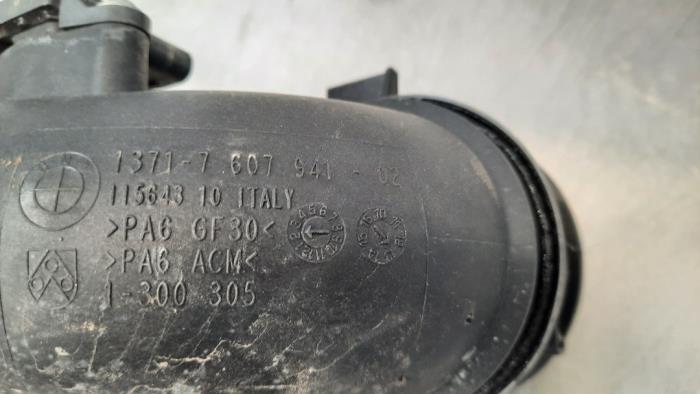 1371-7 607 941 - 02
115643 10 ITALY
>PA6 GF30<
>PA6 ACM<
1-300 305